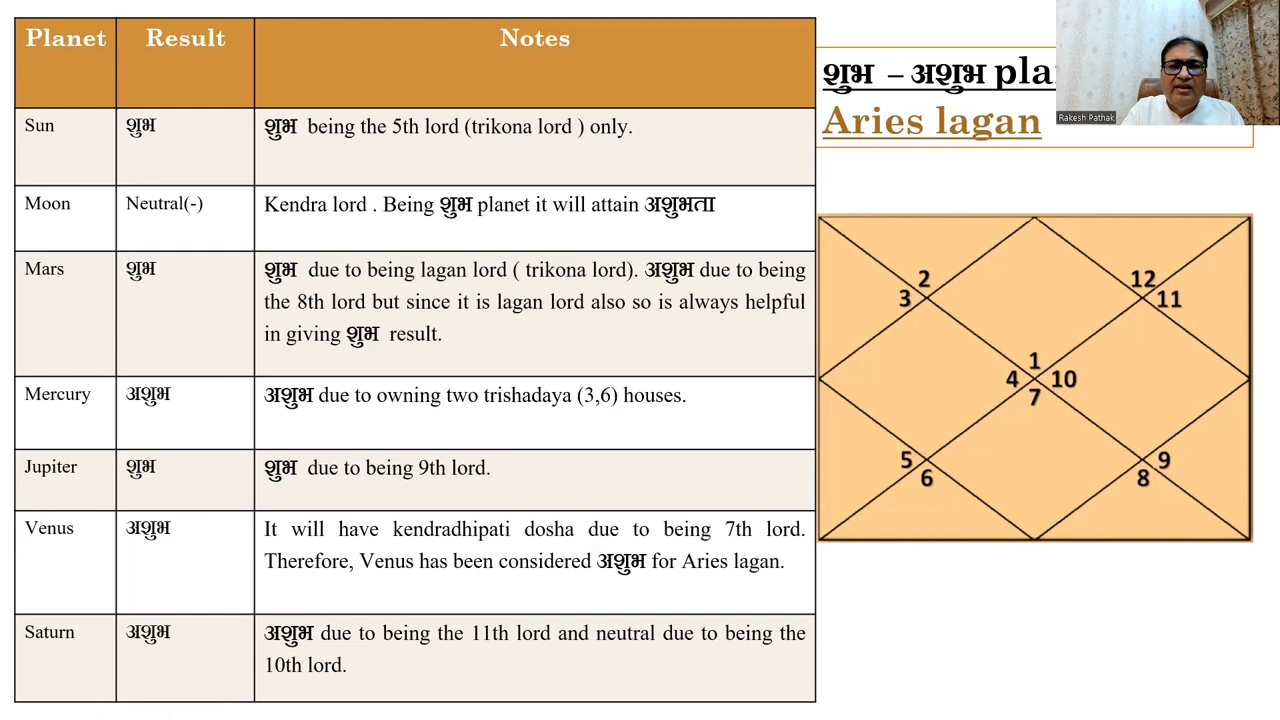 Planet Result Notes
Sun शुभ शुभ being the 5th lord (trikona lord ) only.
Moon Neutral(-) Kendra lord . Being शुभ planet it will attain अशुभता
Mars शुभ शुभ due to being lagan lord ( trikona lord). अशुभ due to being
the 8th lord but since it is lagan lord also so is always helpful
in giving शुभ result.
Mercury अशुभ अशुभ due to owning two trishadaya (3,6) houses.
Jupiter शुभ शुभ due to being 9th lord.
Venus अशुभ It will have kendradhipati dosha due to being 7th lord.
Therefore, Venus has been considered अशुभ for Aries lagan.
Saturn अशुभ अशुभ due to being the 11th lord and neutral due to being the
10th lord.
शुभ – अशुभ pla
Aries lagan
Rakesh Pathak
2 12
3 11
1
4 10
7
5 9
6 8